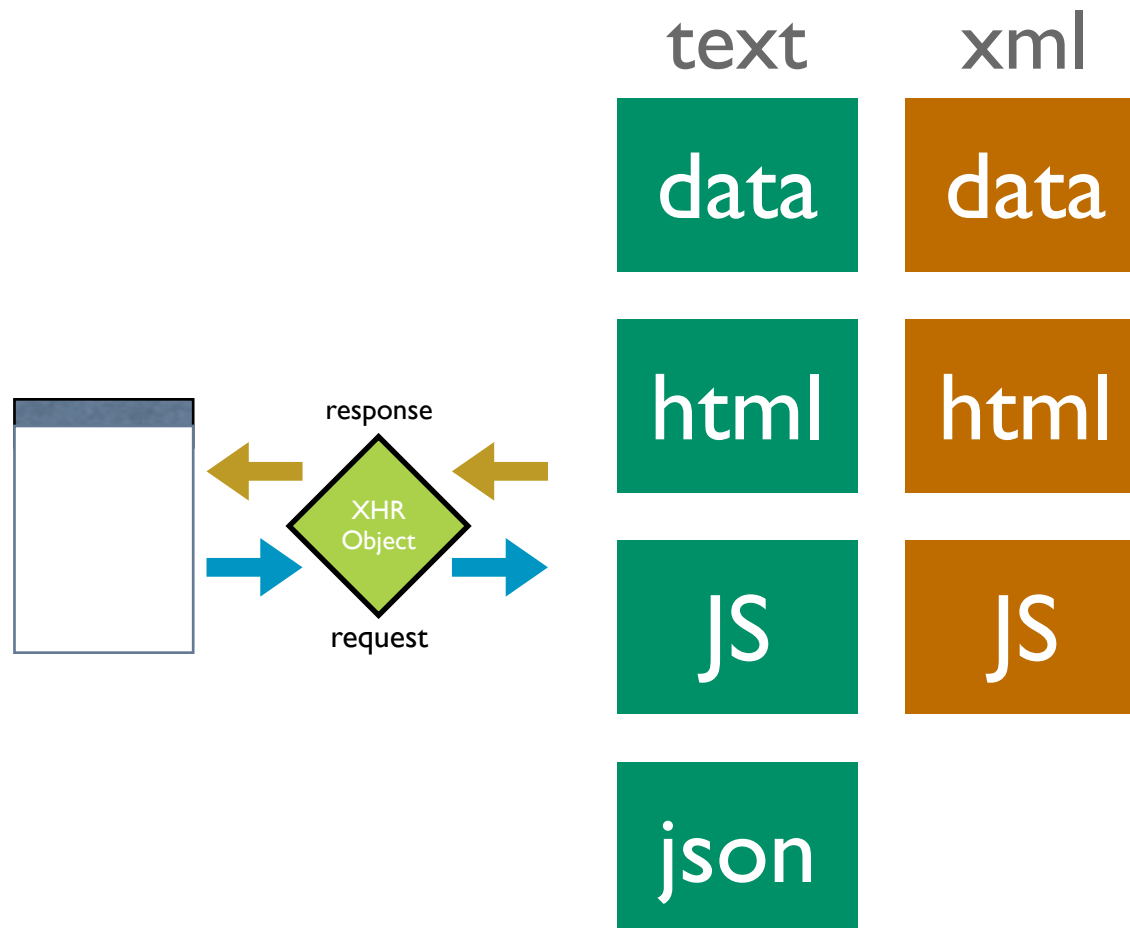 text xml
data data
html html
response
XHR
Object
request
JS JS
json